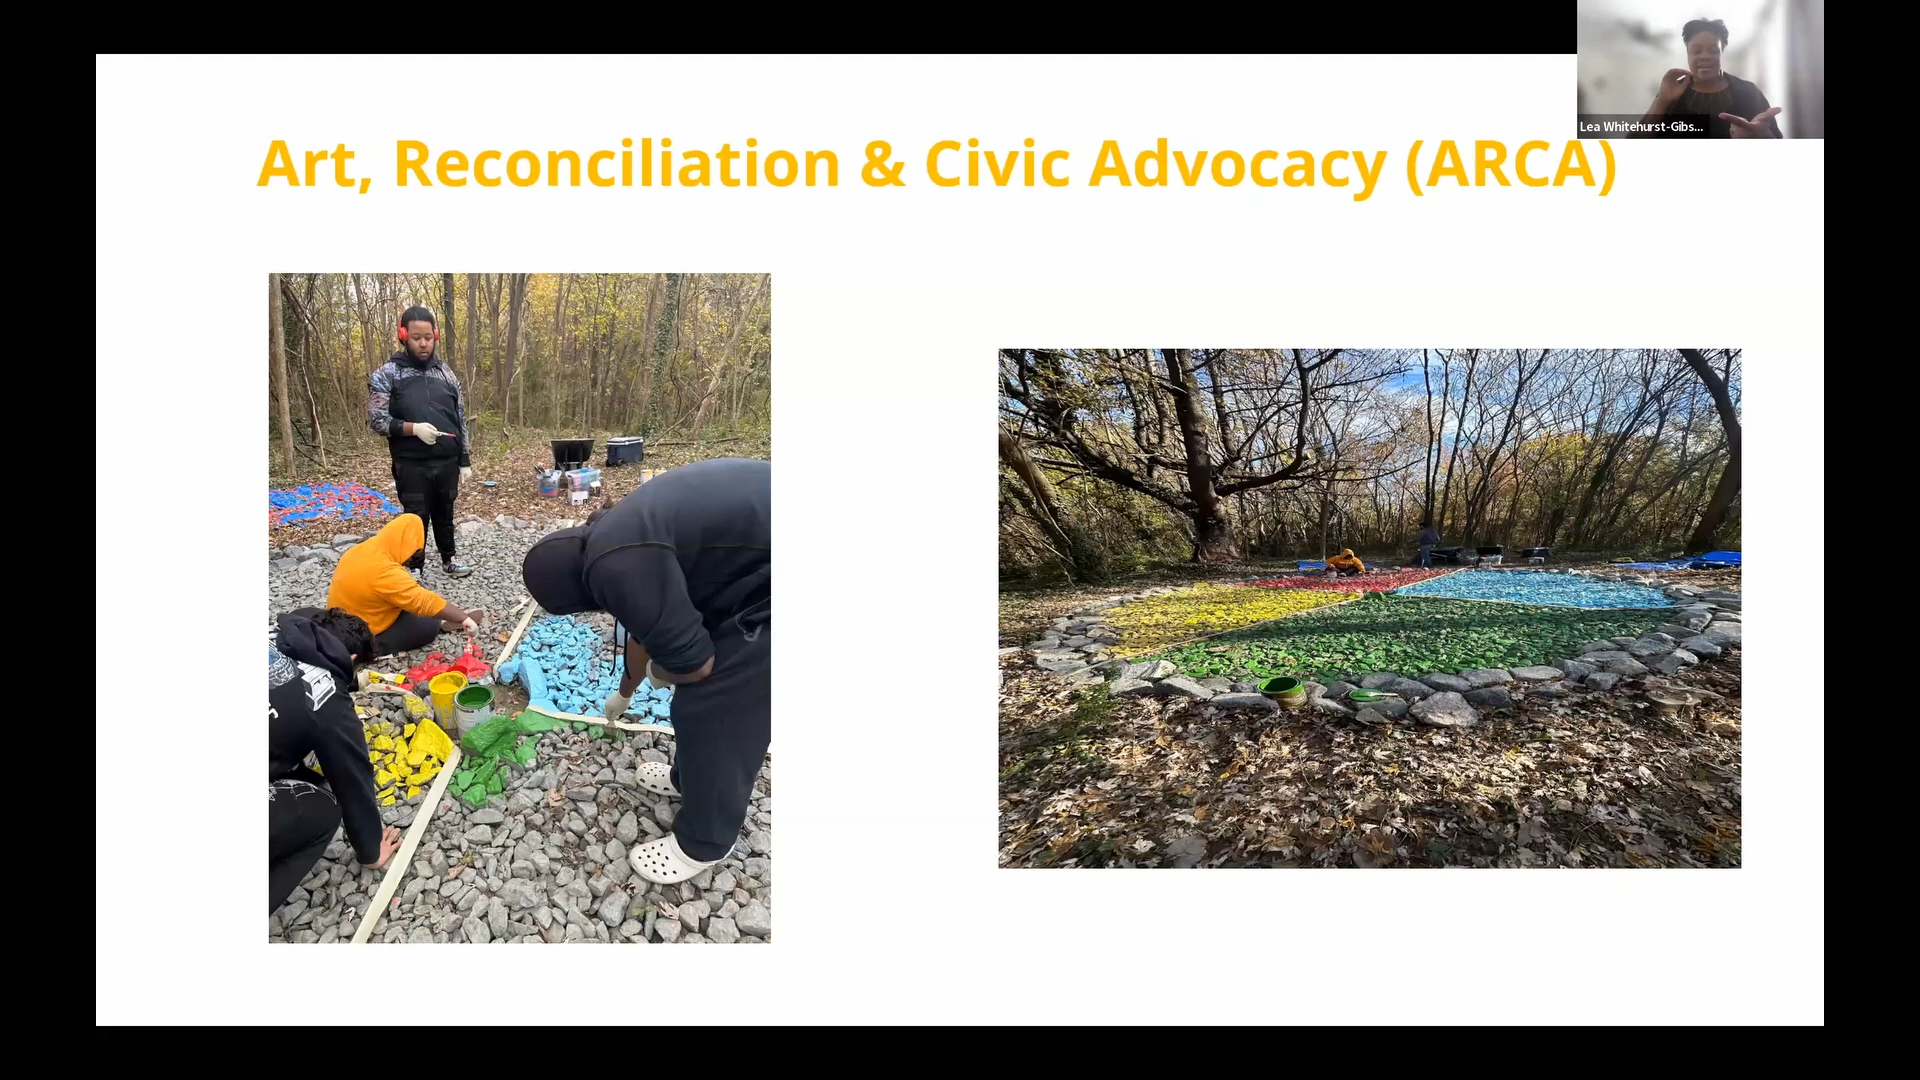 Lea Whitehurst-Gibs...
Art, Reconciliation & Civic Advocacy (ARCA)